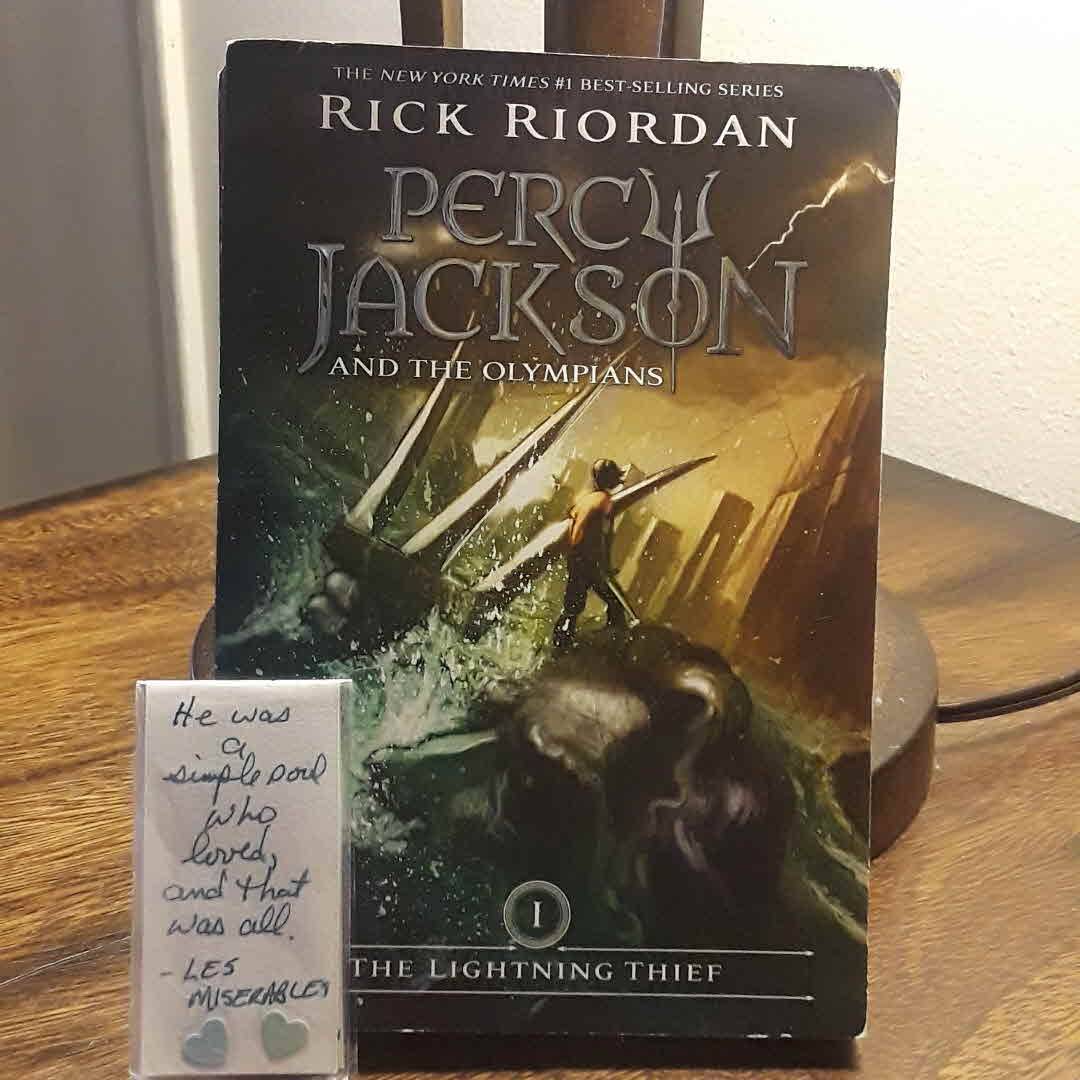 THE NEW YORK TIMES #1 BEST-SELLING SERIES
RICK RIORDAN
PERCY
JACKSON
AND THE OLYMPIANS
I
THE LIGHTNING THIEF
He was
a
simple soul
who
loved,
and that
was all.
- LES
MISERABLES